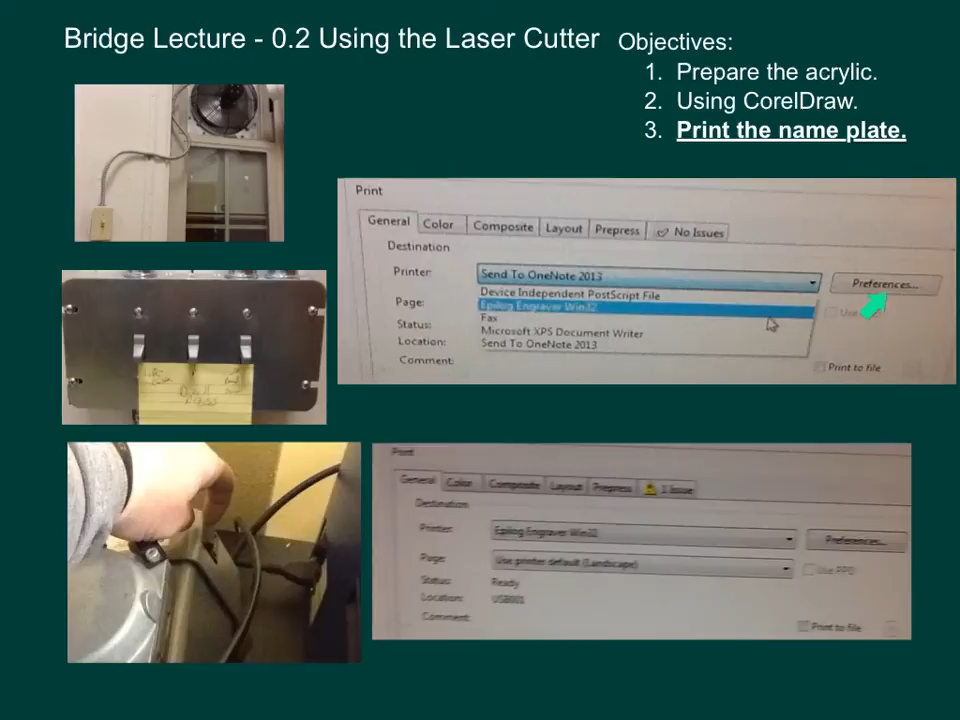 Bridge Lecture - 0.2 Using the Laser Cutter
Objectives:
1. Prepare the acrylic.
2. Using CorelDraw.
3. Print the name plate.
Print
General Color Composite Layout Prepress No Issues
Destination
Printer: Send To OneNote 2013 Preferences...
Device Independent PostScript File
Page: Epilog Engraver Win32 Use
Fax
Status: Microsoft XPS Document Writer
Location: Send To OneNote 2013
Comment: Print to file
Print
General Color Composite Layout Prepress 1 Issue
Destination
Printer: Epilog Engraver Win32 Preferences...
Page: Use printer default (Landscape) Use PPD
Status: Ready
Location: USB001
Comment: Print to file